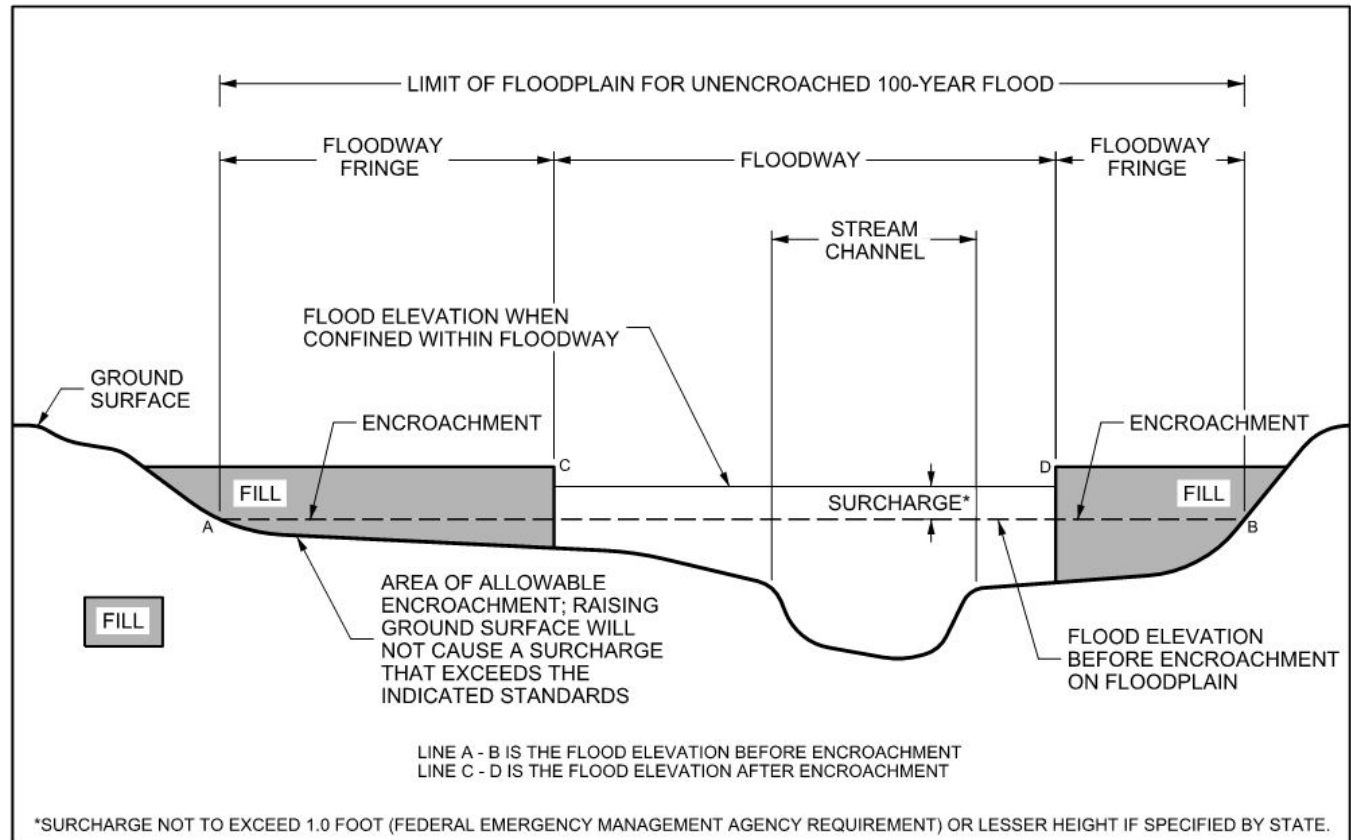 LIMIT OF FLOODPLAIN FOR UNENCROACHED 100-YEAR FLOOD
FLOODWAY
FRINGE
FLOODWAY
FLOODWAY
FRINGE
STREAM
CHANNEL
FLOOD ELEVATION WHEN
CONFINED WITHIN FLOODWAY
GROUND
SURFACE
ENCROACHMENT
ENCROACHMENT
C
D
FILL
SURCHARGE*
FILL
A
B
AREA OF ALLOWABLE
ENCROACHMENT; RAISING
GROUND SURFACE WILL
NOT CAUSE A SURCHARGE
THAT EXCEEDS THE
INDICATED STANDARDS
FILL
FLOOD ELEVATION
BEFORE ENCROACHMENT
ON FLOODPLAIN
LINE A - B IS THE FLOOD ELEVATION BEFORE ENCROACHMENT
LINE C - D IS THE FLOOD ELEVATION AFTER ENCROACHMENT
*SURCHARGE NOT TO EXCEED 1.0 FOOT (FEDERAL EMERGENCY MANAGEMENT AGENCY REQUIREMENT) OR LESSER HEIGHT IF SPECIFIED BY STATE.